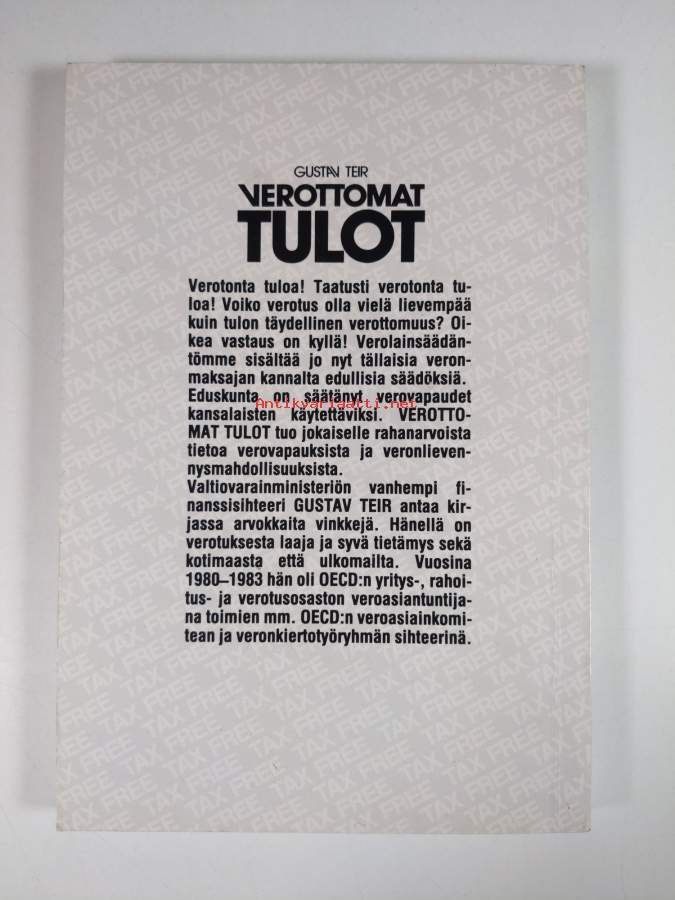 GUSTAV TEIR
VEROTTOMAT
TULOT
Verotonta tuloa! Taatusti verotonta tu-
loa! Voiko verotus olla vielä lievempää
kuin tulon täydellinen verottomuus? Oi-
kea vastaus on kyllä! Verolainsäädän-
tömme sisältää jo nyt tällaisia veron-
maksajan kannalta edullisia säädöksiä.
Eduskunta on säätänyt verovapaudet
Antikvariaatti.net
kansalaisten käytettäviksi. VEROTTO-
MAT TULOT tuo jokaiselle rahanarvoista
tietoa verovapauksista ja veronlieven-
nysmahdollisuuksista.
Valtiovarainministeriön vanhempi fi-
nanssisihteeri GUSTAV TEIR antaa kir-
jassa arvokkaita vinkkejä. Hänellä on
verotuksesta laaja ja syvä tietämys sekä
kotimaasta että ulkomailta. Vuosina
1980–1983 hän oli OECD:n yritys-, rahoi-
tus- ja verotusosaston veroasiantuntija-
na toimien mm. OECD:n veroasiainkomi-
tean ja veronkiertotyöryhmän sihteerinä.
TAX FREE